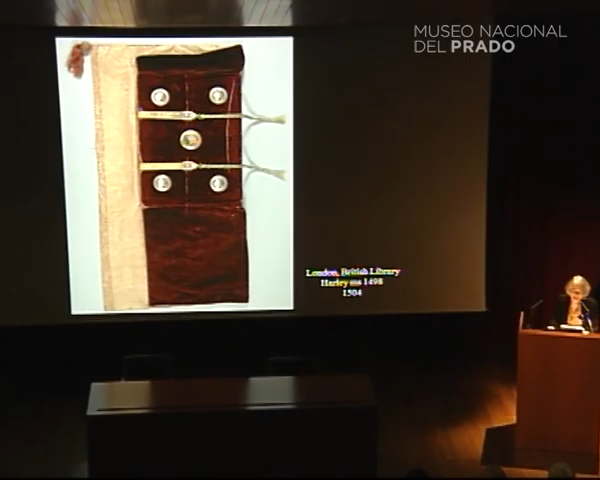 MUSEO NACIONAL
DEL PRADO
London, British Library
Harley ms 1498
1504